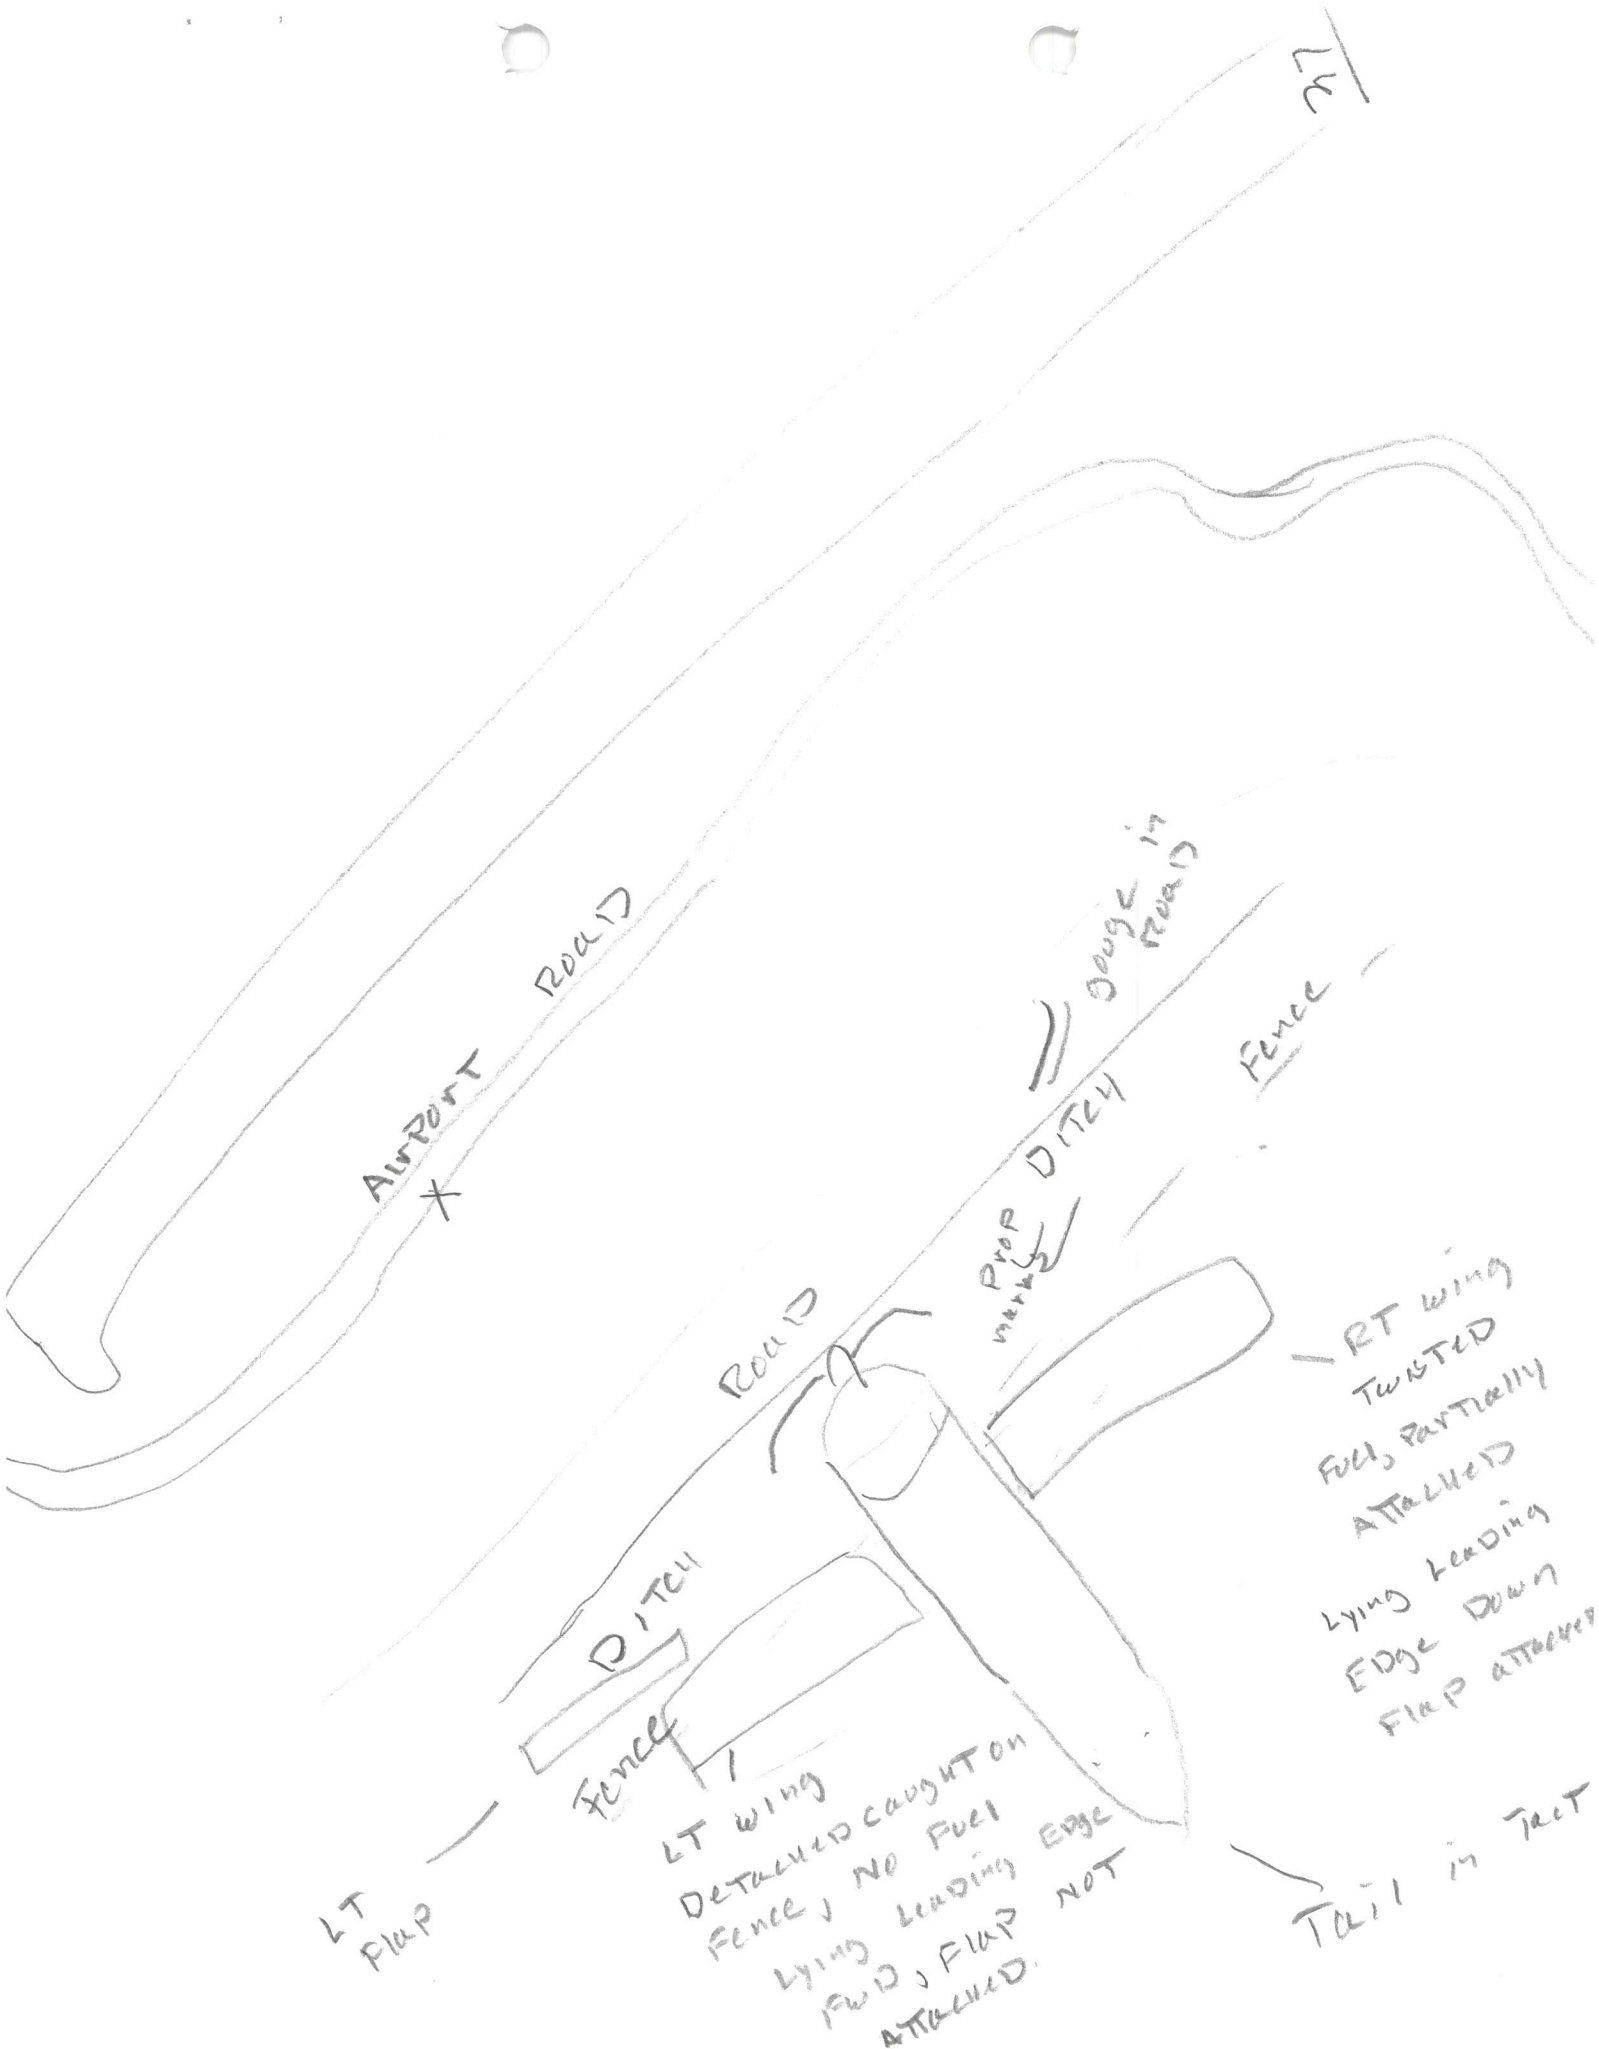 AIrPorT RoaD
gouge in
RoaD
Fence
DITCH
ProP
marks
RoaD
RT wing
TwisTeD
Fuel, ParTially
ATTacHeD
Lying LeaDing
EDge Down
Flap aTTacHeD
DITCH
Fence
LT wing
DeTacHeD caugHT on
Fence, No Fuel
Lying LeaDing EDge
FwD, Flap NOT
ATTacHeD.
LT
Flap
Tail in TacT